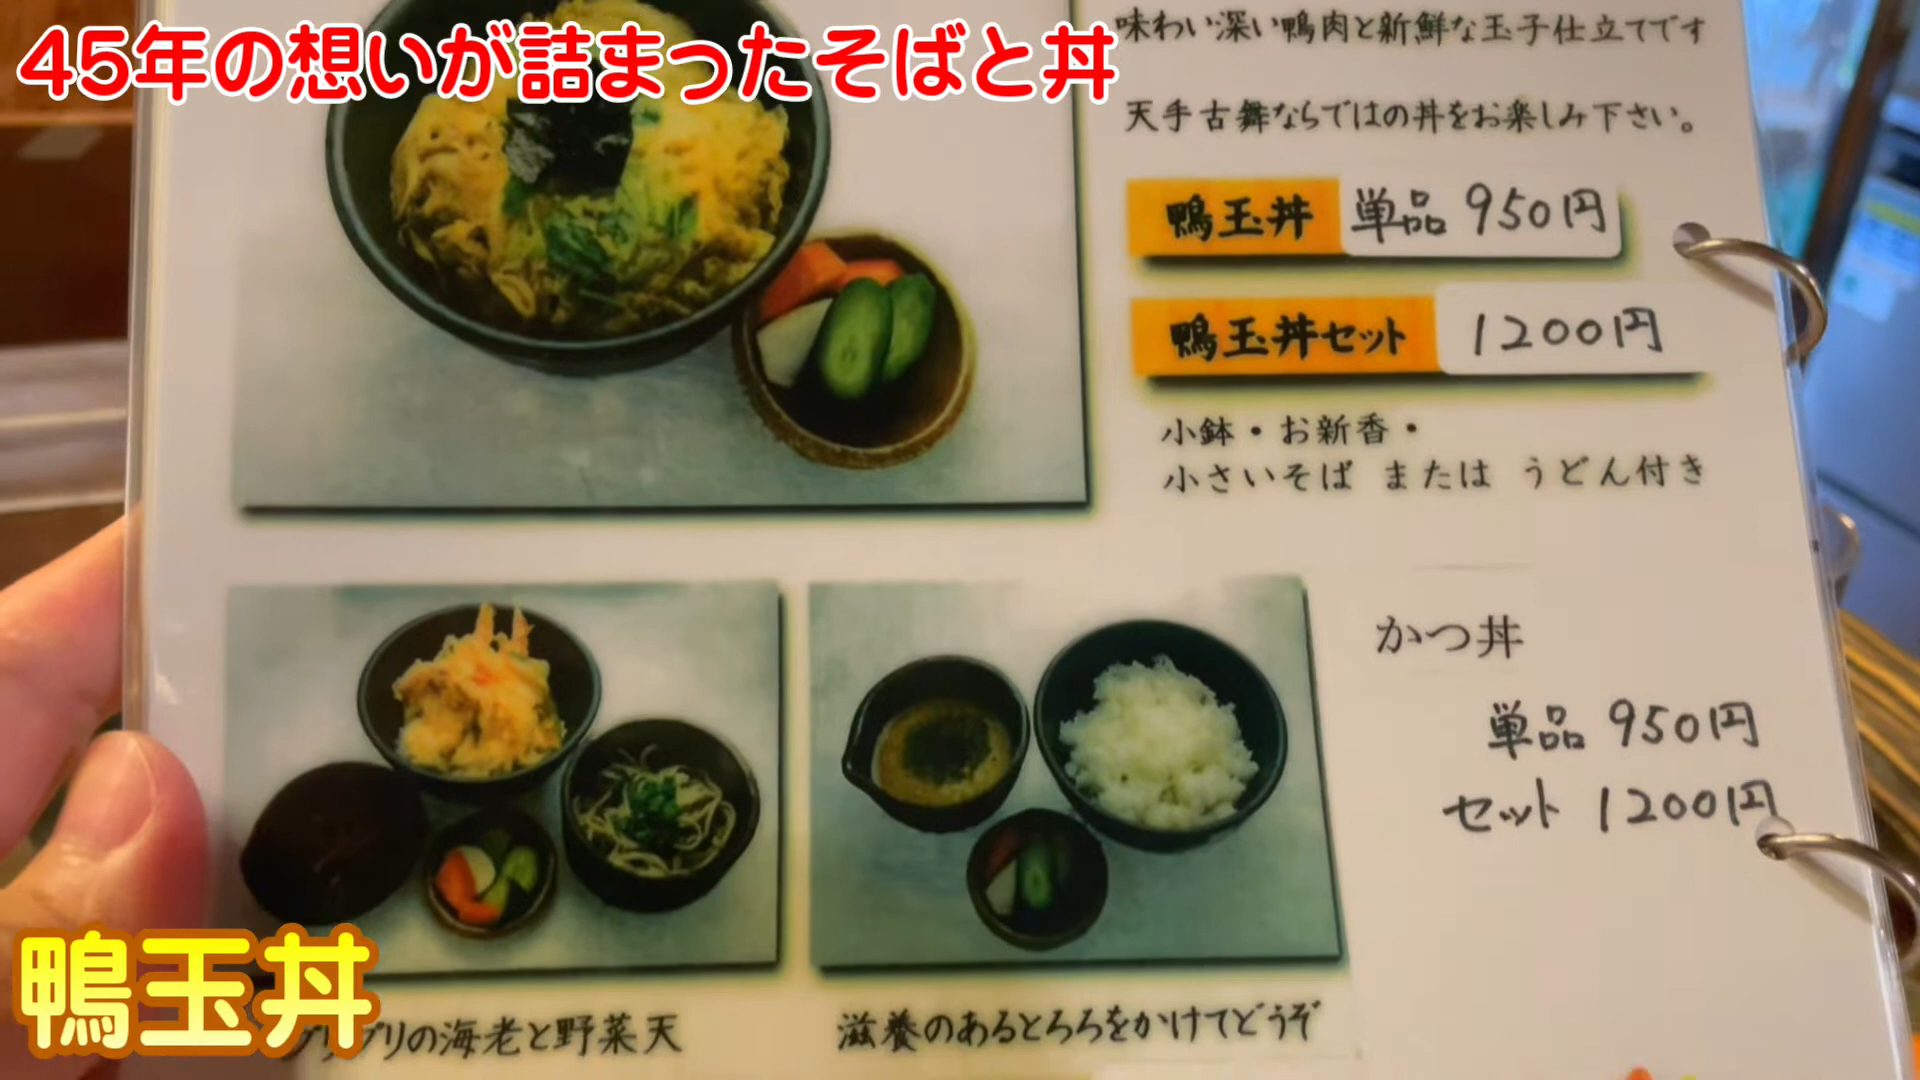 45年の想いが詰まったそばと丼
味わい深い鴨肉と新鮮な玉子仕立てです
天手古舞ならではの丼をお楽しみ下さい。
鴨玉丼 単品 950円
鴨玉丼セット 1200円
小鉢・お新香・
小さいそば または うどん付き
かつ丼
単品 950円
セット 1200円
プリプリの海老と野菜天
滋養のあるとろろをかけてどうぞ
鴨玉丼